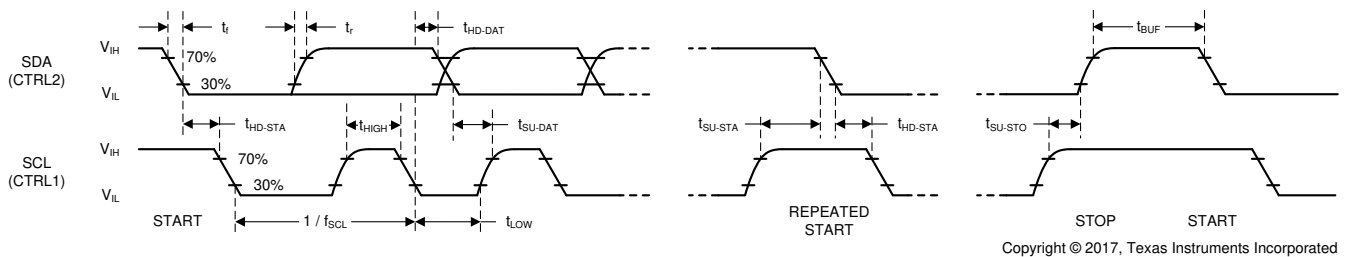 t_f
t_r
t_HD-DAT
t_BUF
SDA
(CTRL2)
V_IH
70%
30%
V_IL
t_HD-STA
t_HIGH
t_SU-DAT
t_SU-STA
t_HD-STA
t_SU-STO
SCL
(CTRL1)
V_IH
70%
30%
V_IL
START
1 / f_SCL
t_LOW
REPEATED
START
STOP
START
Copyright © 2017, Texas Instruments Incorporated